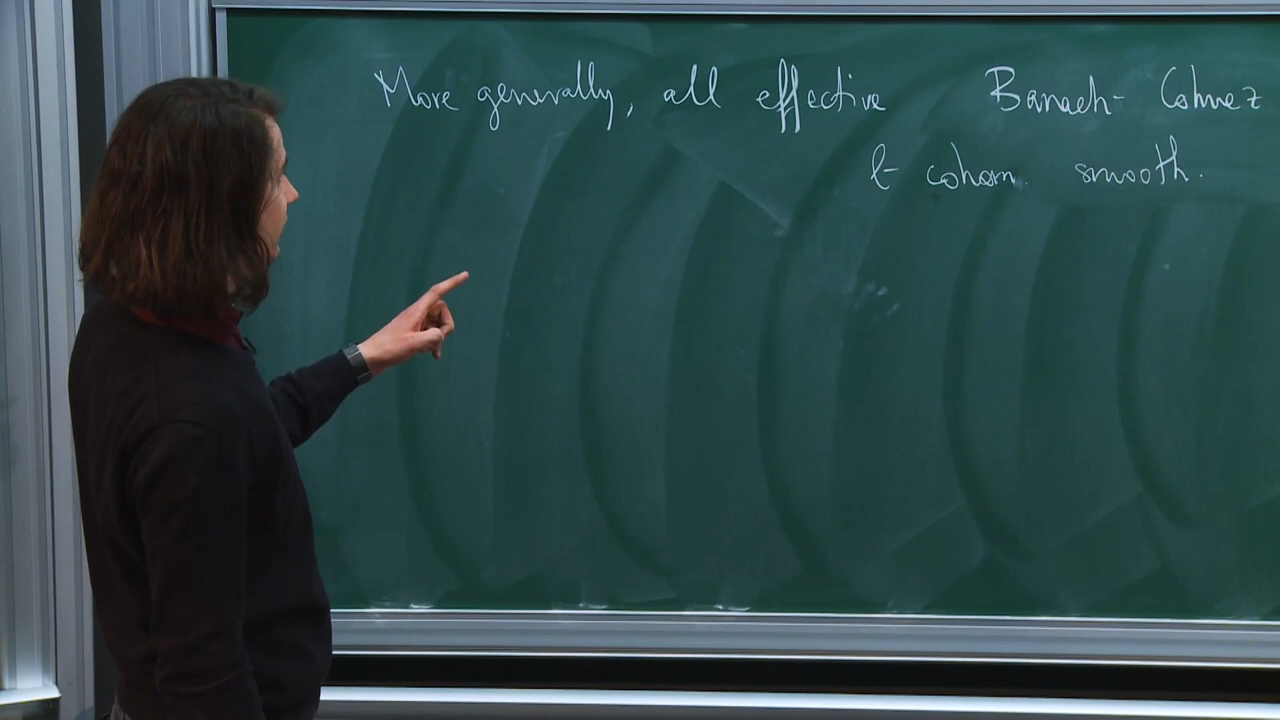 More generally, all effective Banach-Colmez
ℓ-cohom. smooth.